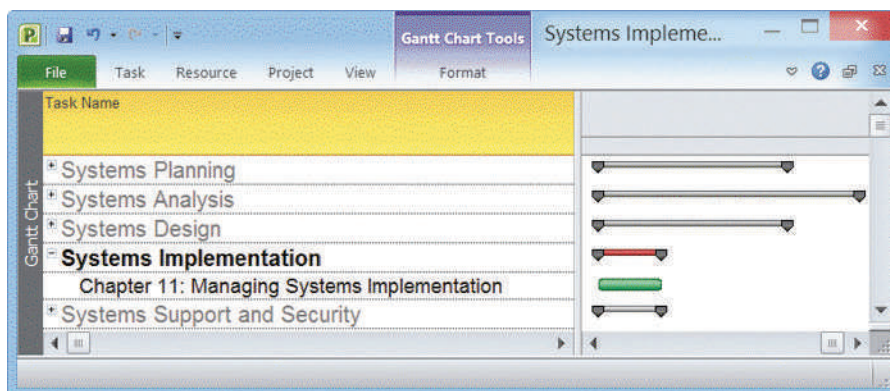 Gantt Chart Tools
Systems Impleme...
File Task Resource Project View Format
Task Name
Systems Planning
Systems Analysis
Systems Design
Systems Implementation
Chapter 11: Managing Systems Implementation
Systems Support and Security
Gantt Chart